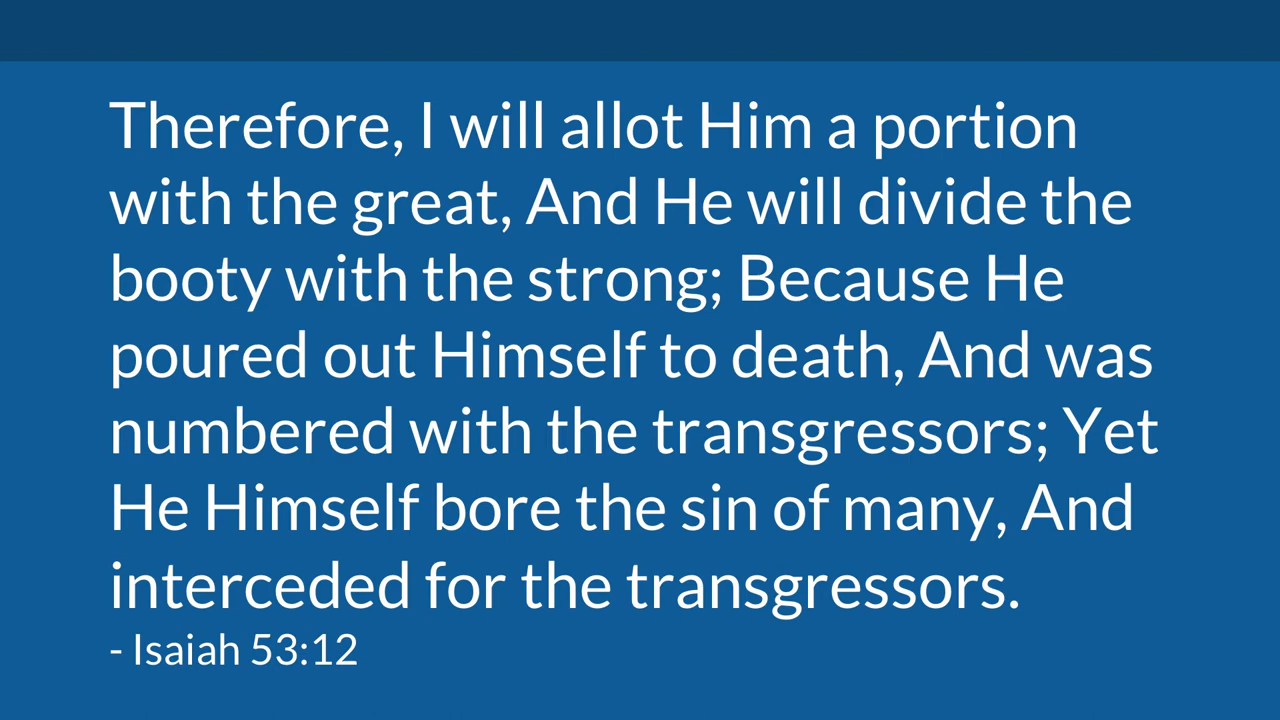 Therefore, I will allot Him a portion
with the great, And He will divide the
booty with the strong; Because He
poured out Himself to death, And was
numbered with the transgressors; Yet
He Himself bore the sin of many, And
interceded for the transgressors.
- Isaiah 53:12